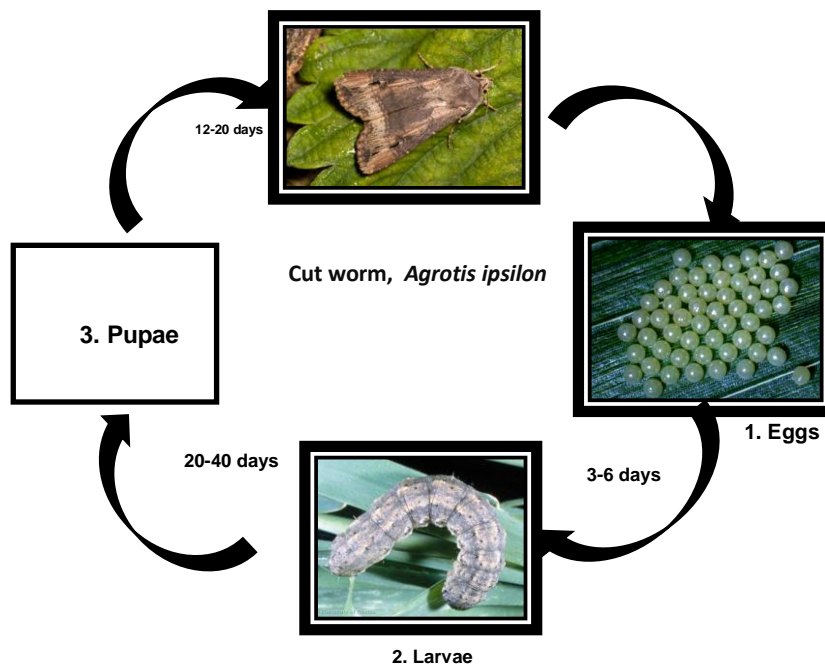 12-20 days
Cut worm, Agrotis ipsilon
3. Pupae
1. Eggs
20-40 days
3-6 days
2. Larvae